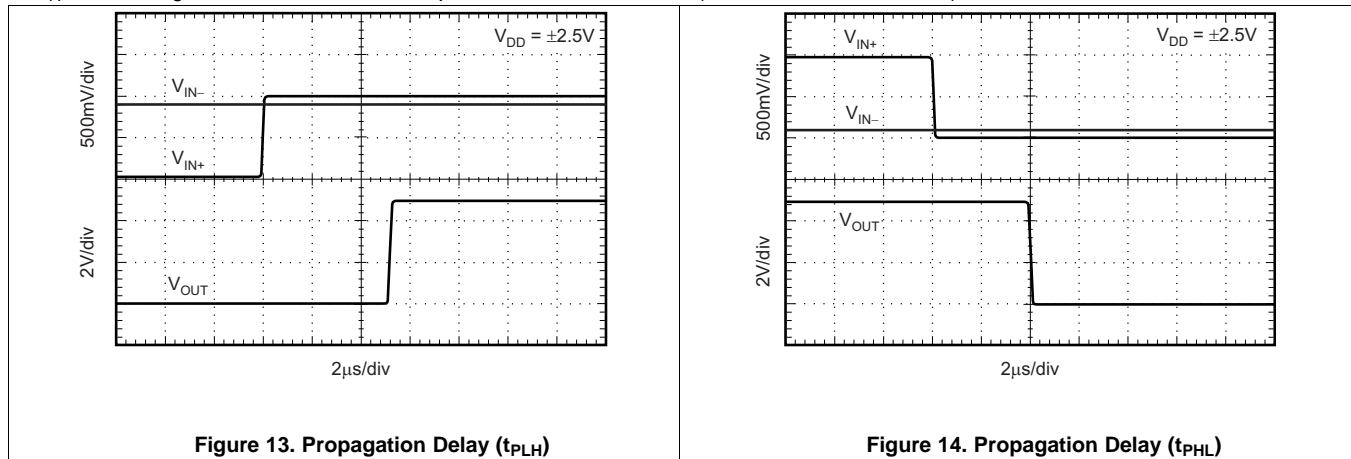 V_DD = ±2.5V
500mV/div
V_IN–
V_IN+
2V/div
V_OUT
2μs/div
Figure 13. Propagation Delay (t_PLH)
V_IN+
V_DD = ±2.5V
500mV/div
V_IN–
V_OUT
2V/div
2μs/div
Figure 14. Propagation Delay (t_PHL)